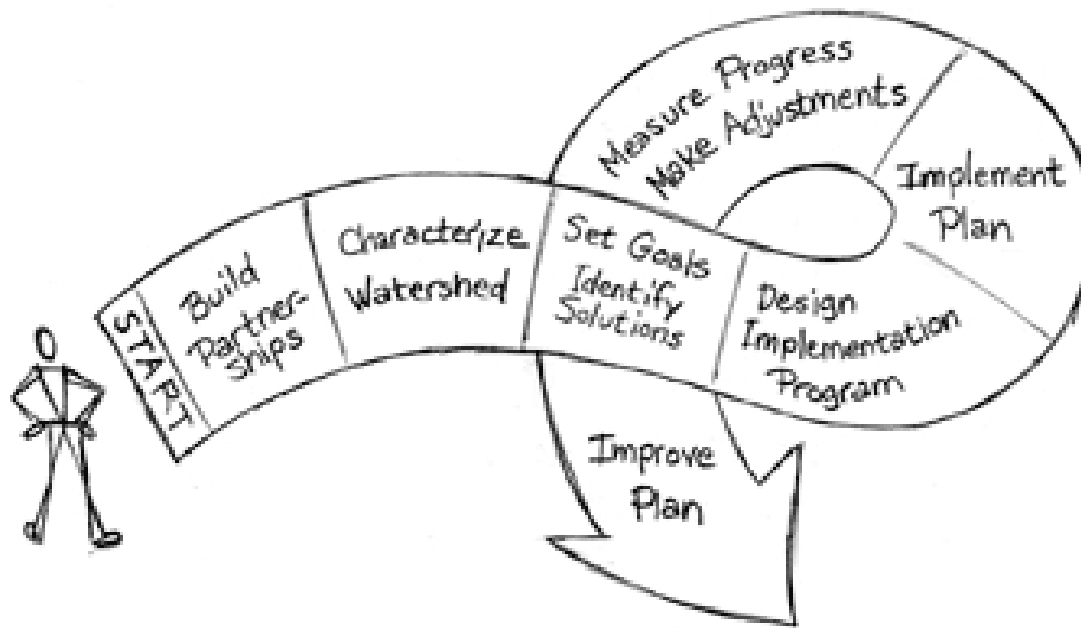 START
Build
Partner-
ships
Characterize
Watershed
Set Goals
Identify
Solutions
Design
Implementation
Program
Implement
Plan
Measure Progress
Make Adjustments
Improve
Plan